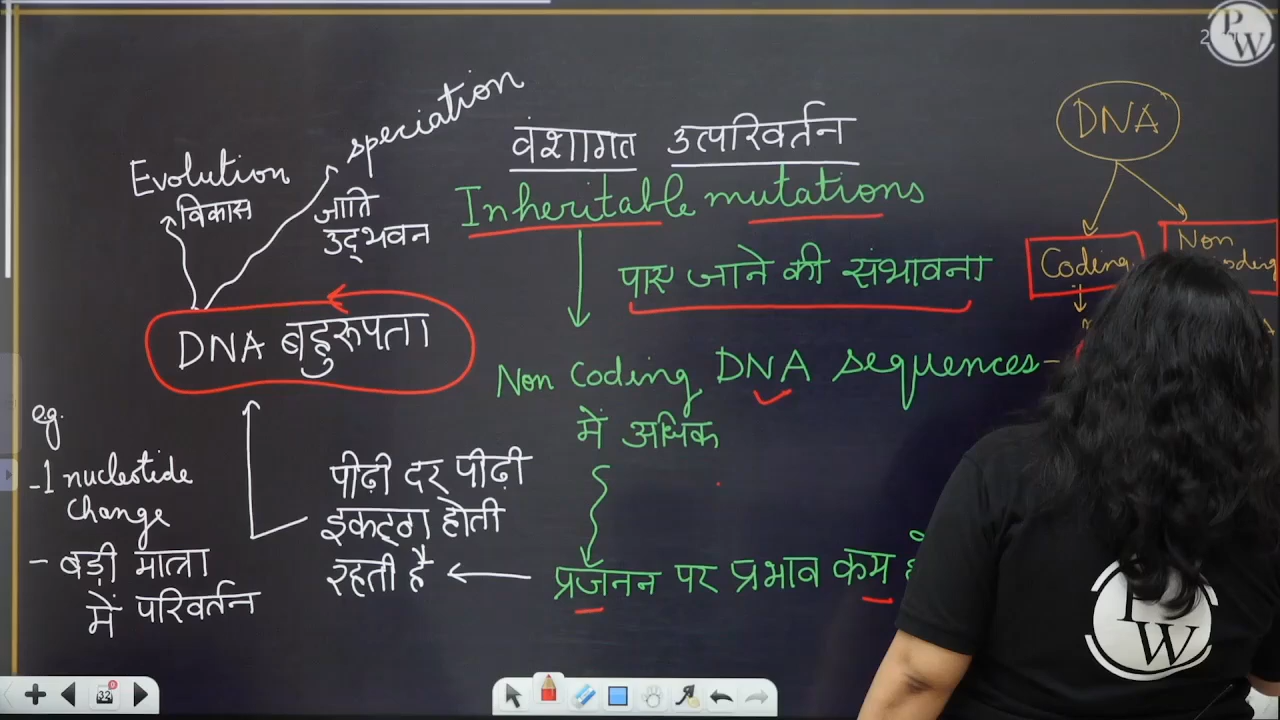 PW
speciation
Evolution
विकास
जाति
उद्भवन
वंशागत उत्परिवर्तन
Inheritable mutations
पाए जाने की संभावना
DNA
Coding
Non
DNA बहुरूपता
Non Coding DNA sequences -
में अधिक
eg.
-1 nucleotide
change
- बड़ी मात्रा
में परिवर्तन
पीढ़ी दर पीढ़ी
इकट्ठा होती
रहती है
प्रजनन पर प्रभाव कम
32
PW